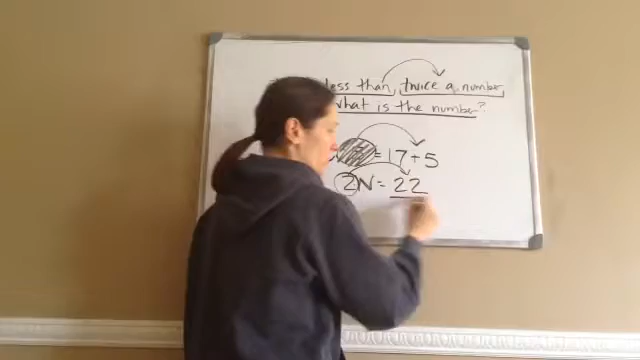 less than, twice a number,
What is the number?
= 17 + 5
2N = 22